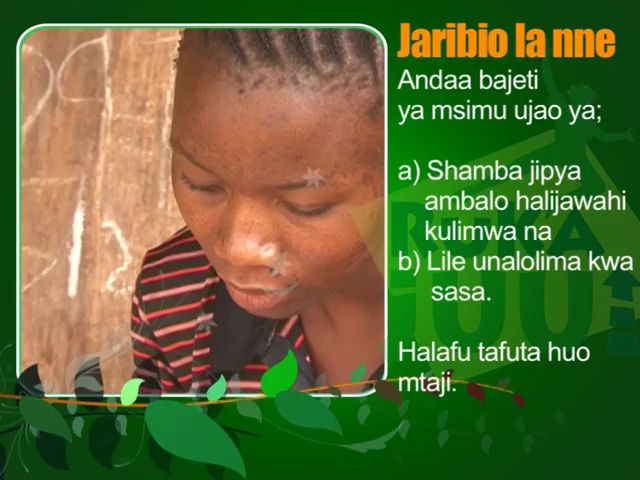 Jaribio la nne
Andaa bajeti
ya msimu ujao ya;
a) Shamba jipya
ambalo halijawahi
kulimwa na
b) Lile unalolima kwa
sasa.
Halafu tafuta huo
mtaji.